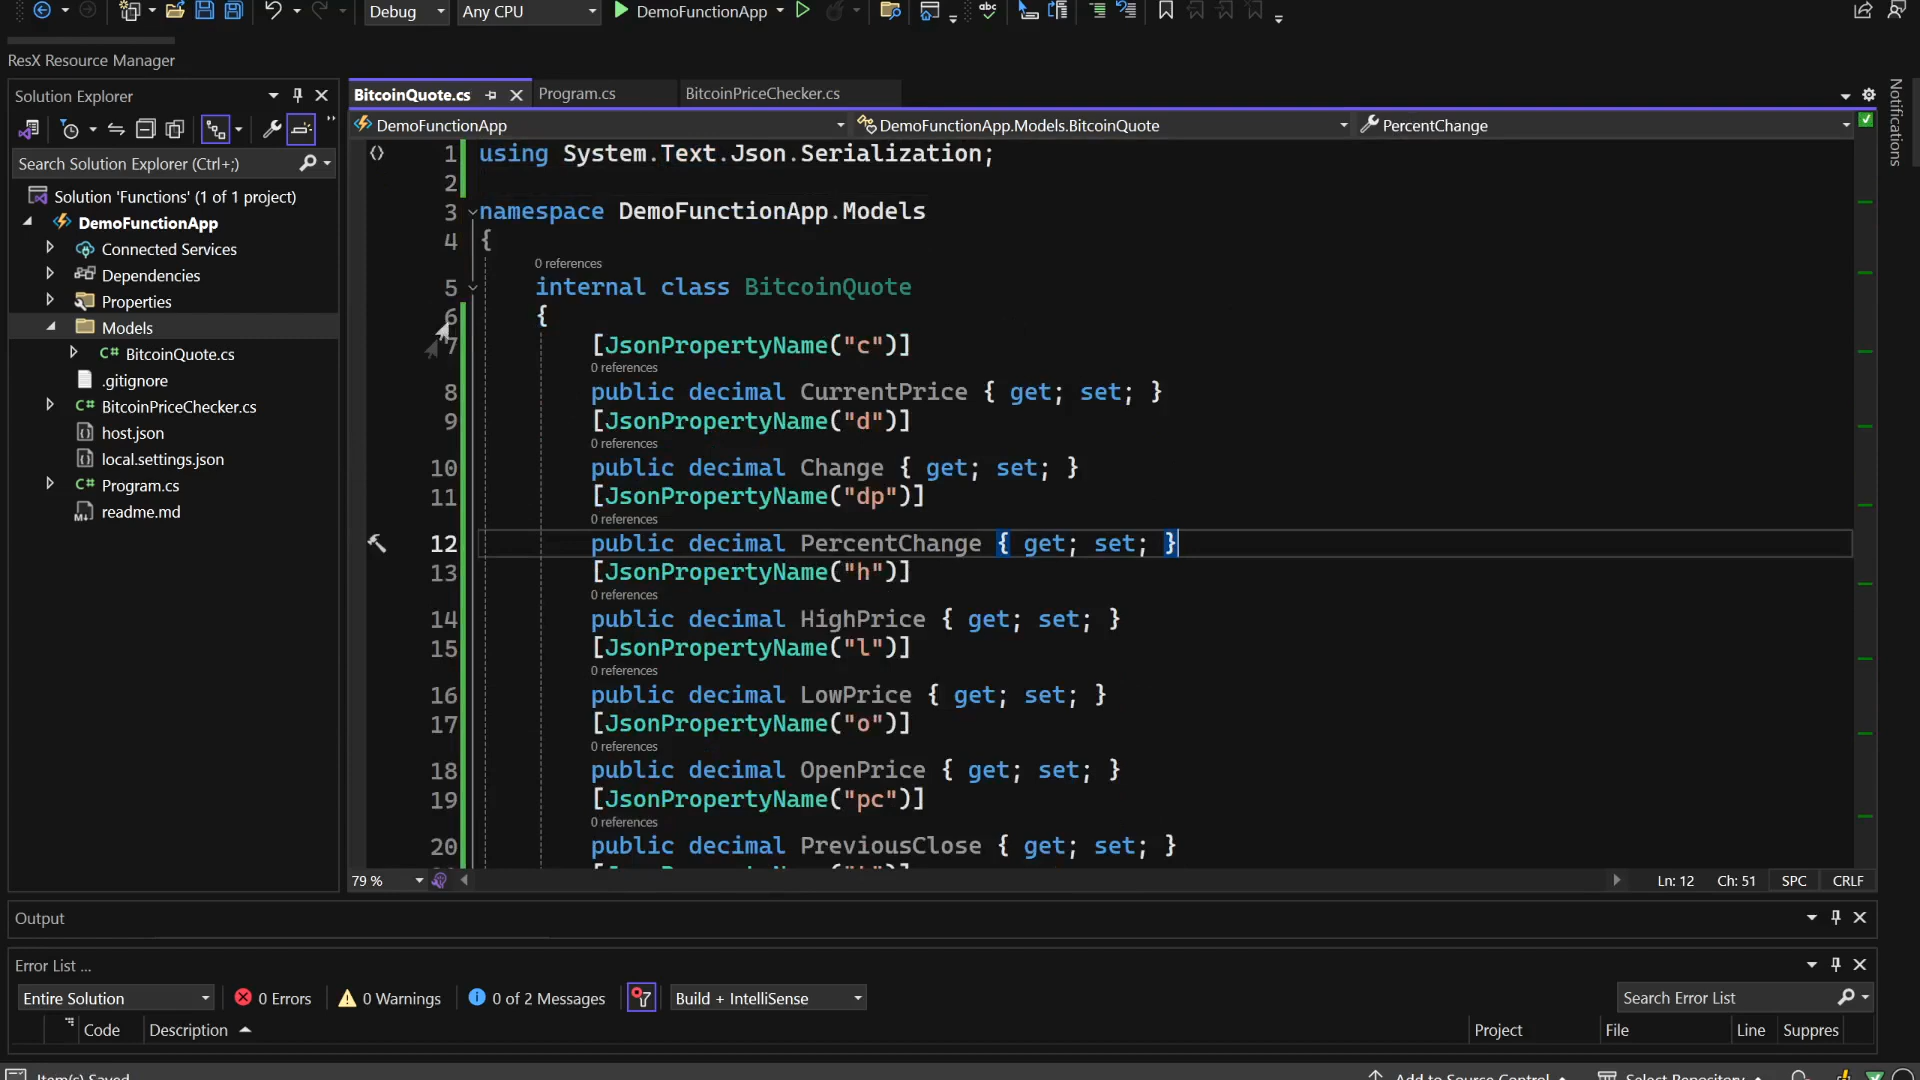 Debug
Any CPU
DemoFunctionApp
ResX Resource Manager
Solution Explorer
Search Solution Explorer (Ctrl+;)
Solution 'Functions' (1 of 1 project)
DemoFunctionApp
Connected Services
Dependencies
Properties
Models
C# BitcoinQuote.cs
.gitignore
C# BitcoinPriceChecker.cs
host.json
local.settings.json
C# Program.cs
readme.md
BitcoinQuote.cs
Program.cs
BitcoinPriceChecker.cs
DemoFunctionApp
DemoFunctionApp.Models.BitcoinQuote
PercentChange
1 using System.Text.Json.Serialization;
2
3 namespace DemoFunctionApp.Models
4 {
0 references
5 internal class BitcoinQuote
6 {
7 [JsonPropertyName("c")]
0 references
8 public decimal CurrentPrice { get; set; }
9 [JsonPropertyName("d")]
0 references
10 public decimal Change { get; set; }
11 [JsonPropertyName("dp")]
0 references
12 public decimal PercentChange { get; set; }
13 [JsonPropertyName("h")]
0 references
14 public decimal HighPrice { get; set; }
15 [JsonPropertyName("l")]
0 references
16 public decimal LowPrice { get; set; }
17 [JsonPropertyName("o")]
0 references
18 public decimal OpenPrice { get; set; }
19 [JsonPropertyName("pc")]
0 references
20 public decimal PreviousClose { get; set; }
79 %
Ln: 12 Ch: 51 SPC CRLF
Notifications
Output
Error List ...
Entire Solution
0 Errors
0 Warnings
0 of 2 Messages
Build + IntelliSense
Search Error List
Code Description Project File Line Suppres
Item(s) Saved
Add to Source Control
Select Repository